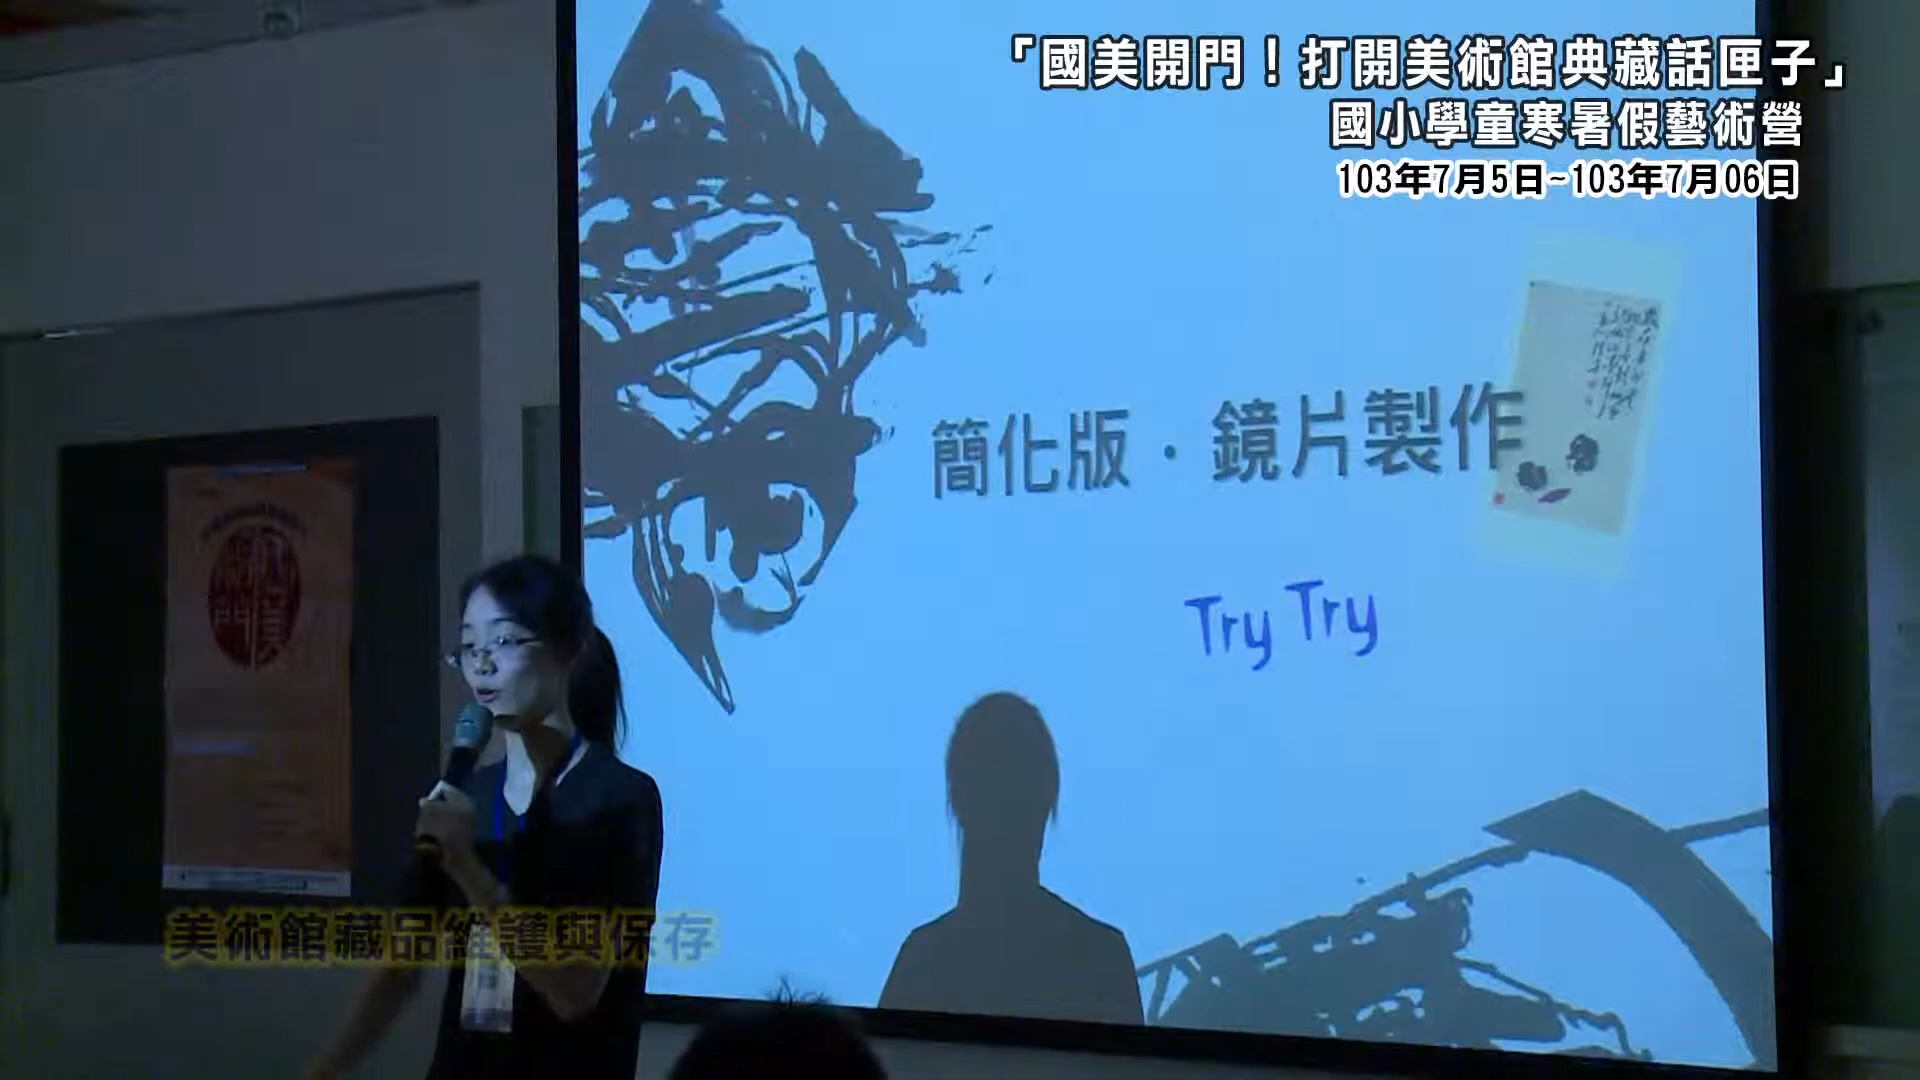 「國美開門！打開美術館典藏話匣子」
國小學童寒暑假藝術營
103年7月5日~103年7月06日
簡化版・鏡片製作
Try Try
美術館藏品維護與保存